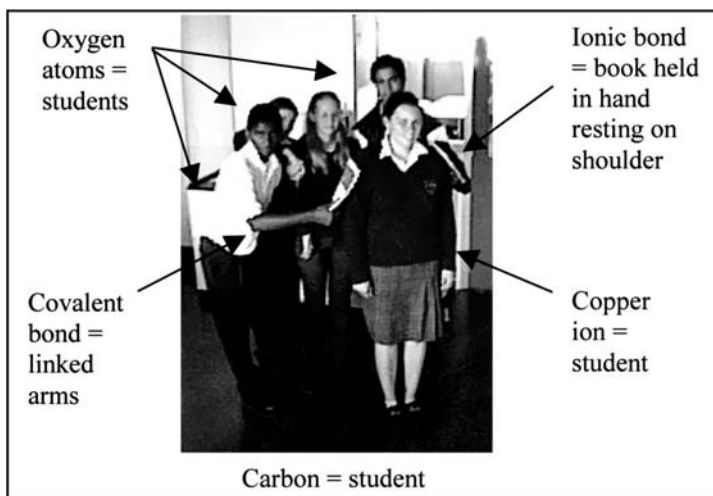 Oxygen
atoms =
students
Ionic bond
= book held
in hand
resting on
shoulder
Covalent
bond =
linked
arms
Copper
ion =
student
Carbon = student